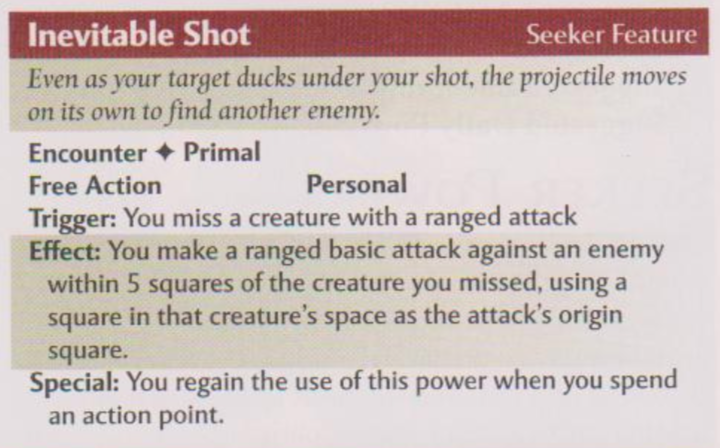 Inevitable Shot Seeker Feature
Even as your target ducks under your shot, the projectile moves
on its own to find another enemy.
Encounter ✦ Primal
Free Action Personal
Trigger: You miss a creature with a ranged attack
Effect: You make a ranged basic attack against an enemy
within 5 squares of the creature you missed, using a
square in that creature's space as the attack's origin
square.
Special: You regain the use of this power when you spend
an action point.